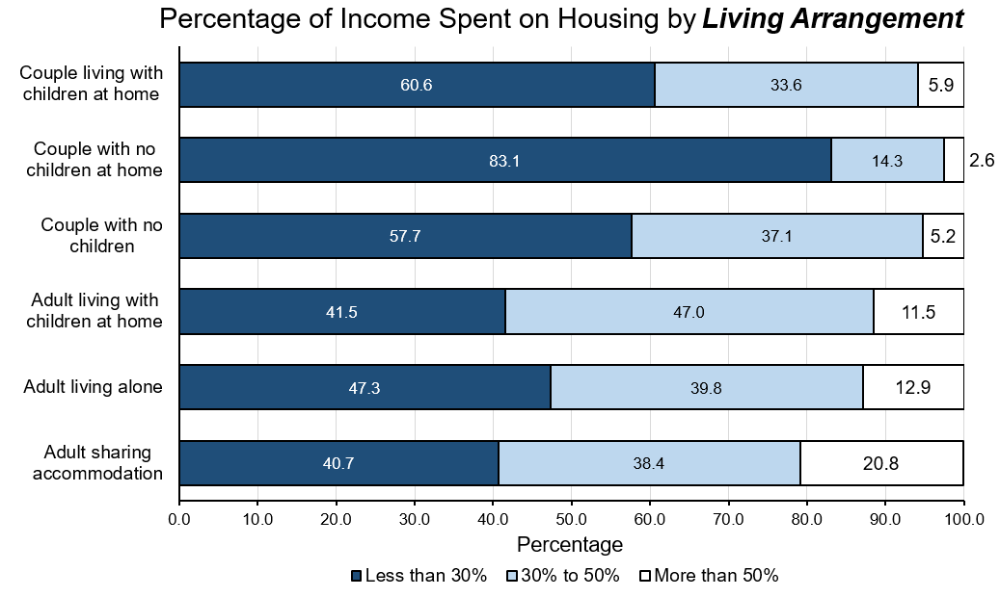 Percentage of Income Spent on Housing by Living Arrangement
Couple living with
children at home
60.6
33.6
5.9
Couple with no
children at home
83.1
14.3
2.6
Couple with no
children
57.7
37.1
5.2
Adult living with
children at home
41.5
47.0
11.5
Adult living alone
47.3
39.8
12.9
Adult sharing
accommodation
40.7
38.4
20.8
0.0 10.0 20.0 30.0 40.0 50.0 60.0 70.0 80.0 90.0 100.0
Percentage
Less than 30% 30% to 50% More than 50%